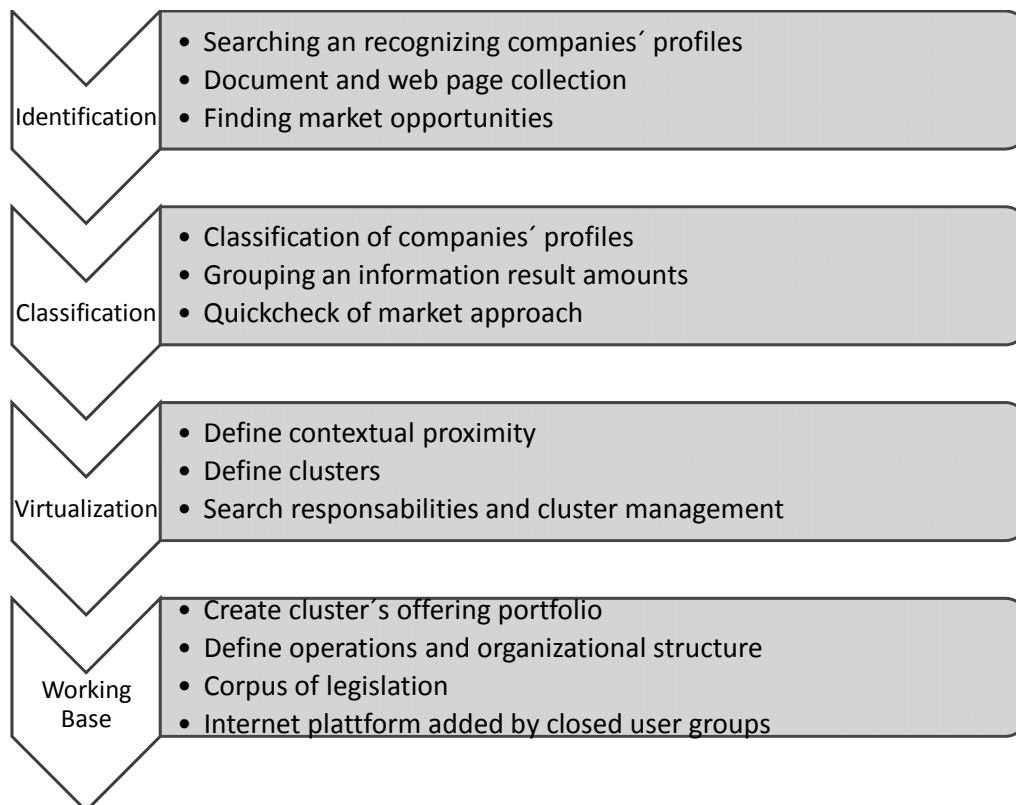 Identification
• Searching an recognizing companies´ profiles
• Document and web page collection
• Finding market opportunities
Classification
• Classification of companies´ profiles
• Grouping an information result amounts
• Quickcheck of market approach
Virtualization
• Define contextual proximity
• Define clusters
• Search responsabilities and cluster management
Working
Base
• Create cluster´s offering portfolio
• Define operations and organizational structure
• Corpus of legislation
• Internet plattform added by closed user groups